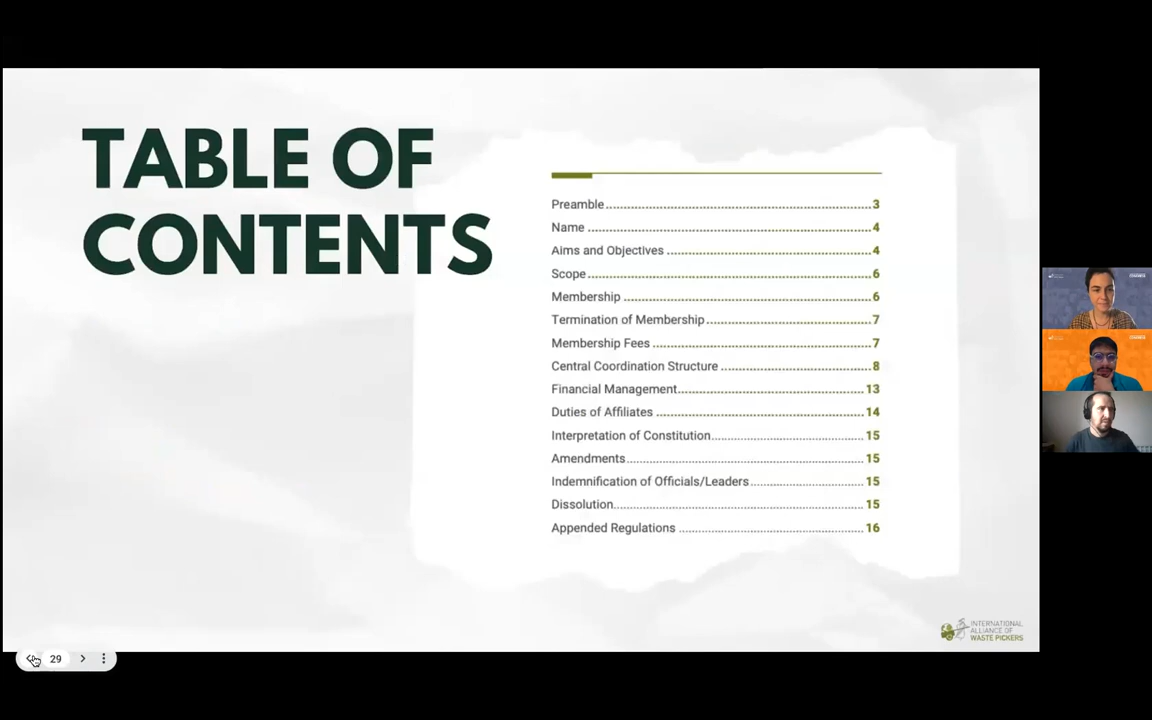 TABLE OF
CONTENTS
Preamble 3
Name 4
Aims and Objectives 4
Scope 6
Membership 6
Termination of Membership 7
Membership Fees 7
Central Coordination Structure 8
Financial Management 13
Duties of Affiliates 14
Interpretation of Constitution 15
Amendments 15
Indemnification of Officials/Leaders 15
Dissolution 15
Appended Regulations 16
INTERNATIONAL
ALLIANCE OF
WASTE PICKERS
29